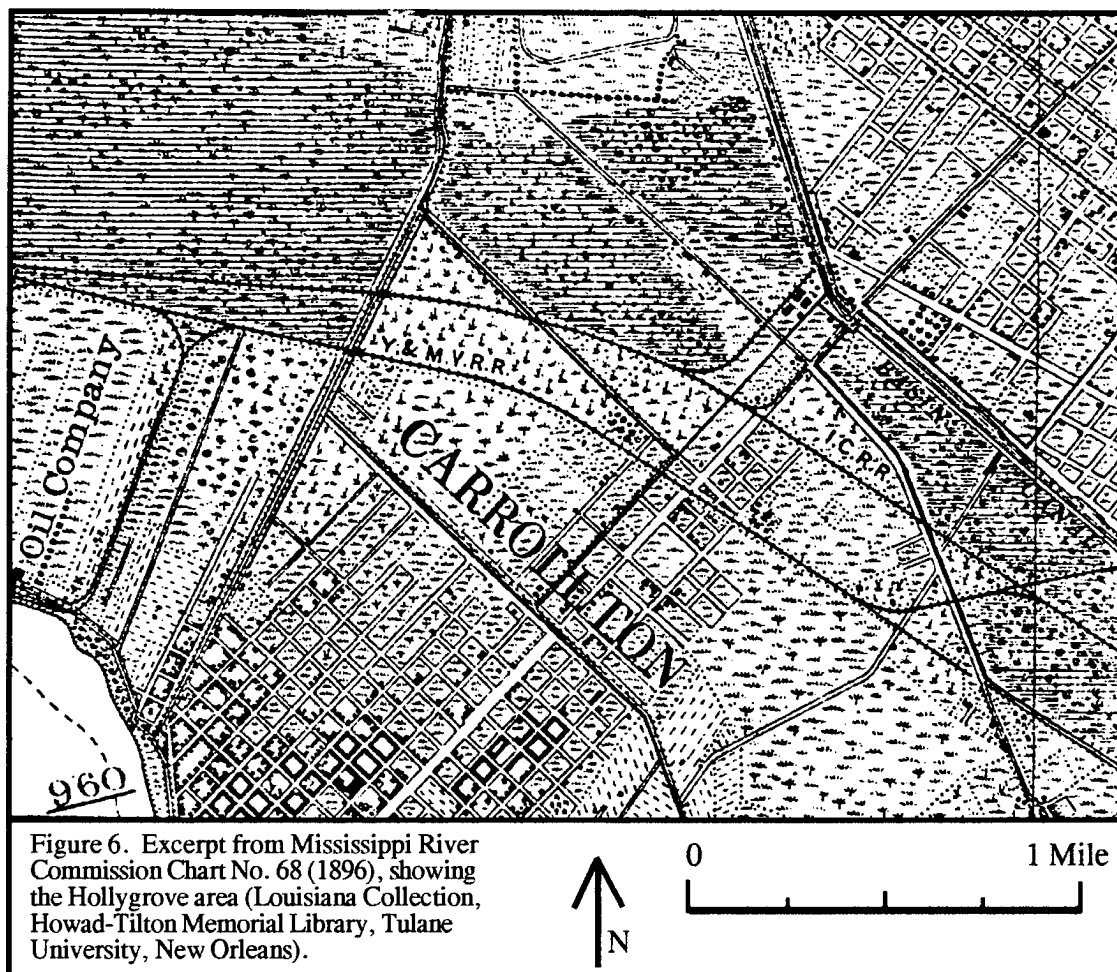 Oil Company
Y & M V R R
CARROLLTON
I C R R
960
Figure 6. Excerpt from Mississippi River
Commission Chart No. 68 (1896), showing
the Hollygrove area (Louisiana Collection,
Howad-Tilton Memorial Library, Tulane
University, New Orleans).
N
0
1 Mile